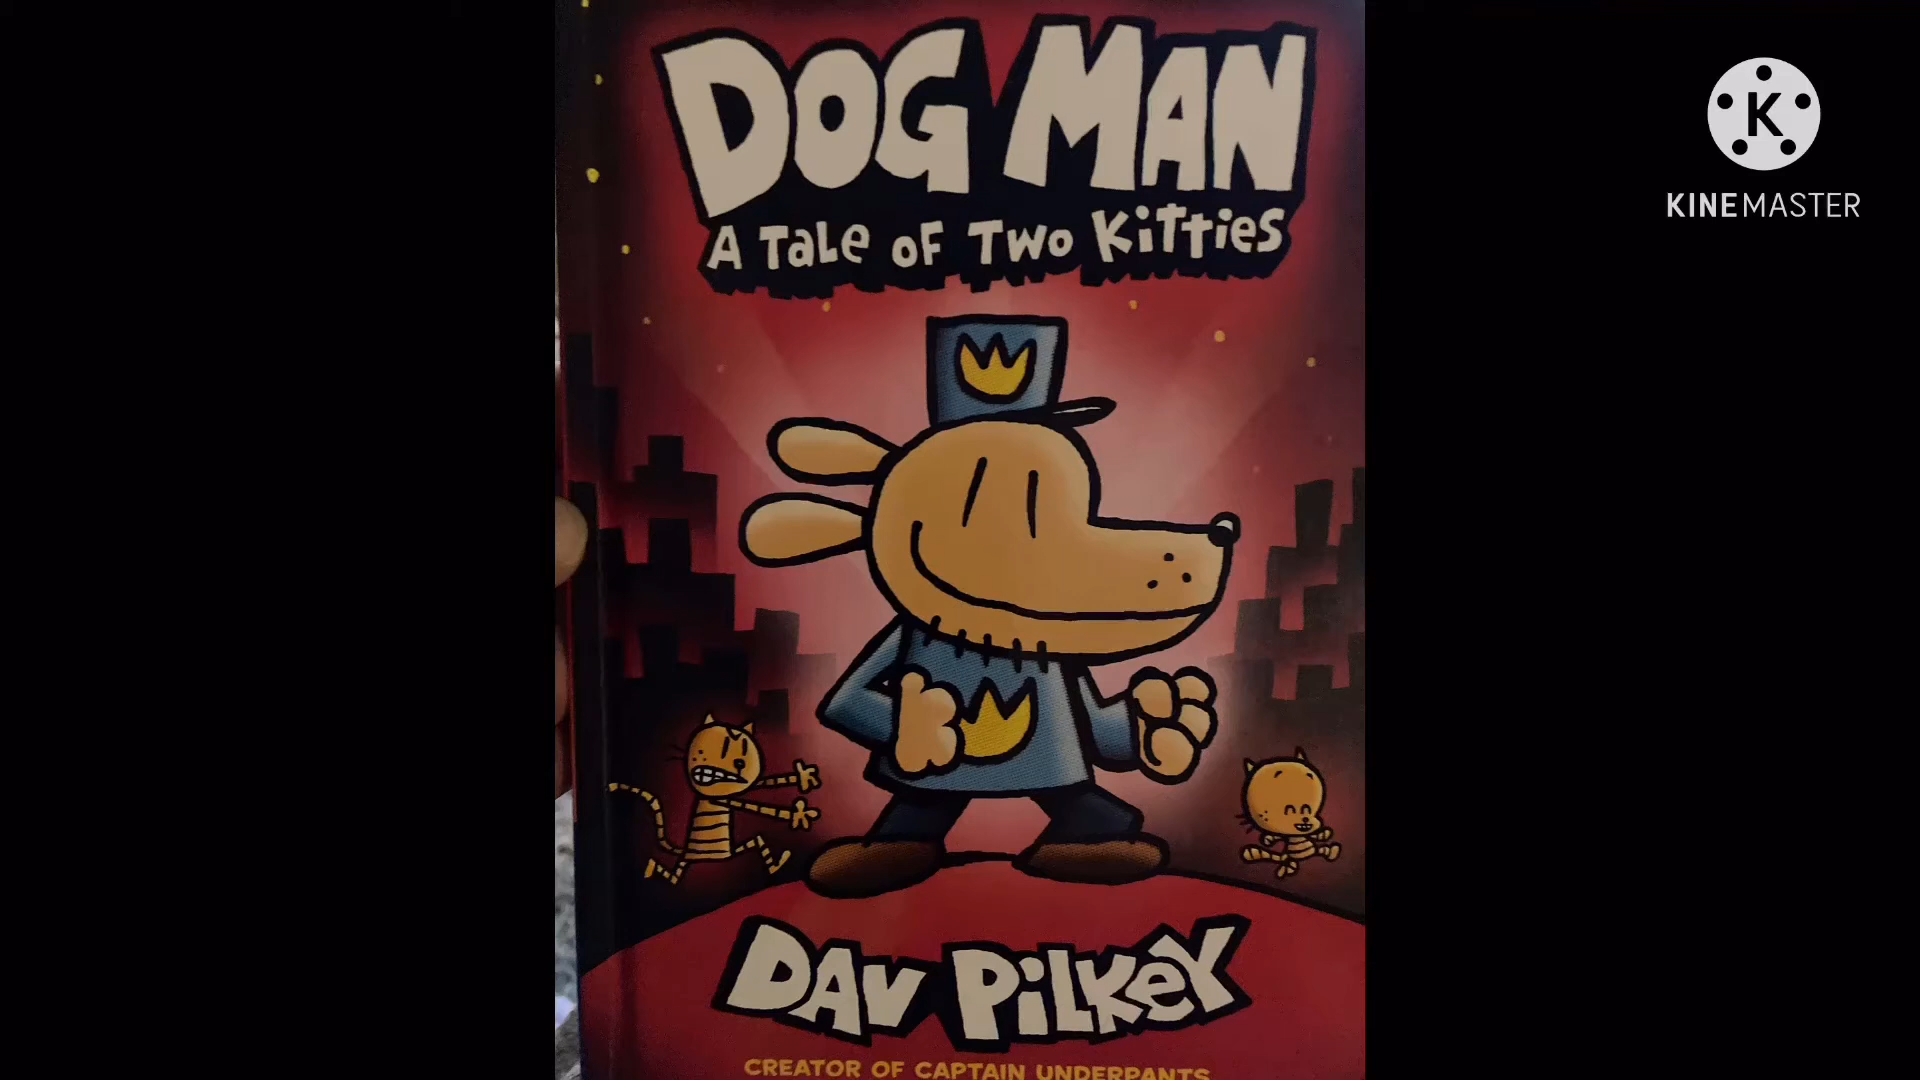 DOG MAN
A TaLe OF TWO KiTTies
DAV PiLKeY
CREATOR OF CAPTAIN UNDERPANTS
K
KINEMASTER